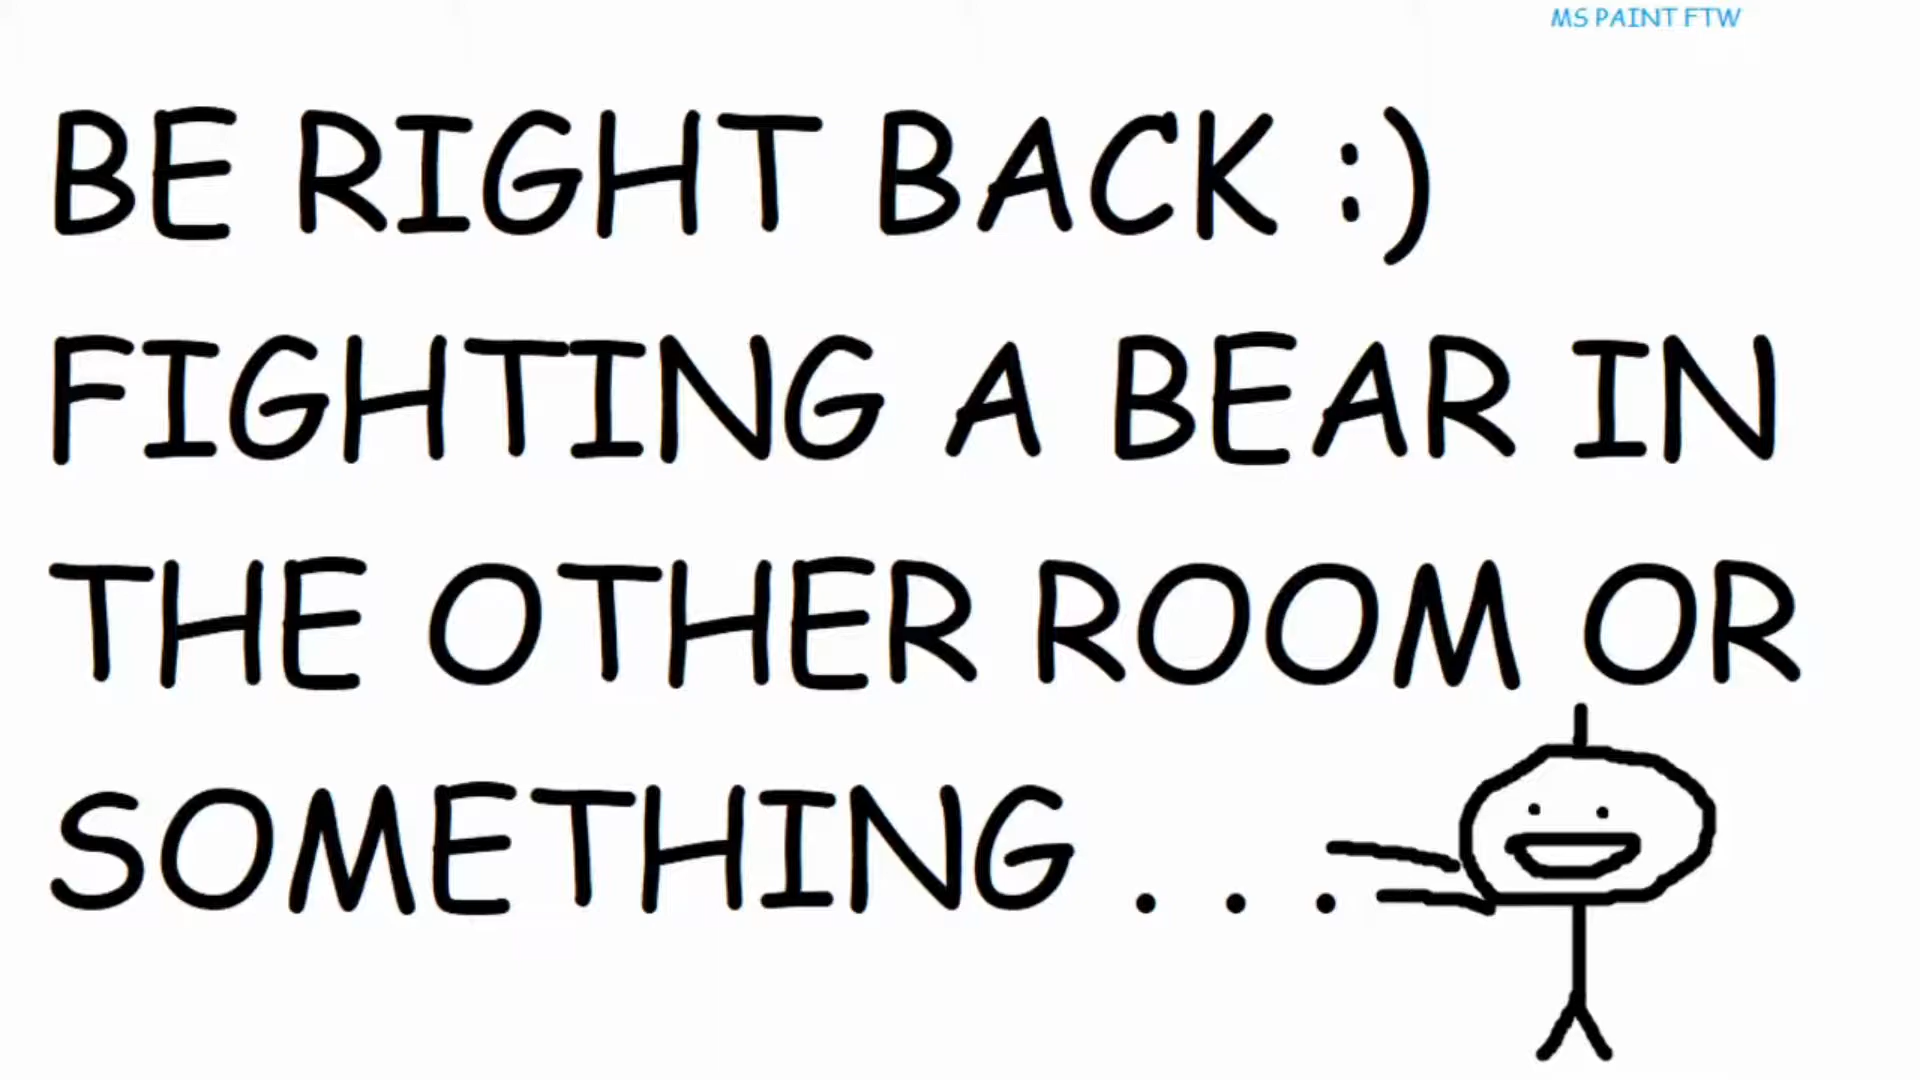 MS PAINT FTW
BE RIGHT BACK :)
FIGHTING A BEAR IN
THE OTHER ROOM OR
SOMETHING . . .